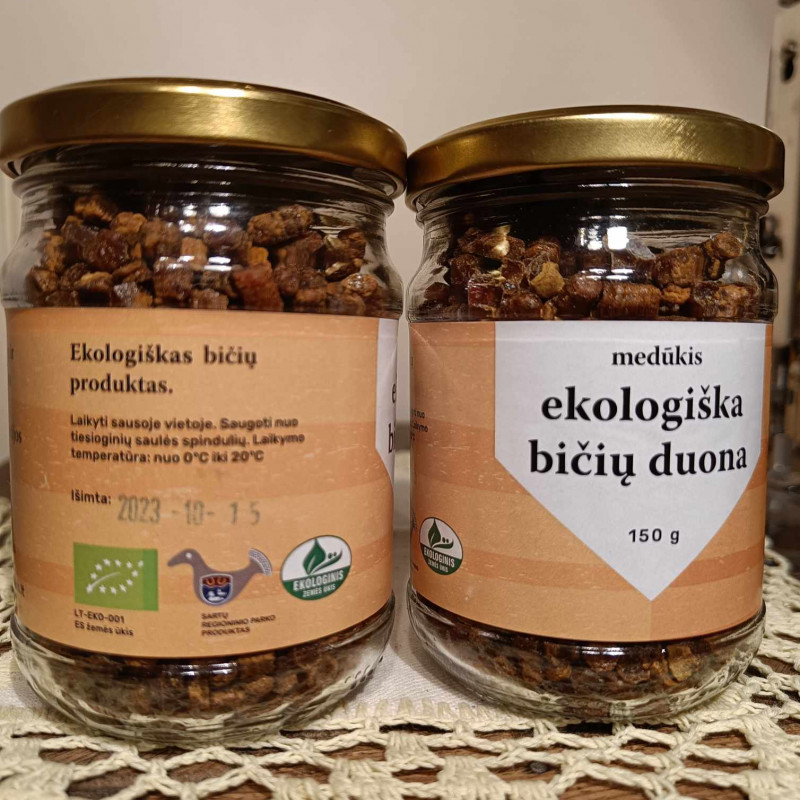 Ekologiškas bičių
produktas.
Laikyti sausoje vietoje. Saugoti nuo
tiesioginių saulės spindulių. Laikymo
temperatūra: nuo 0°C iki 20°C
Išimta: 2023-10-15
LT-EKO-001
ES žemės ūkis
SARTŲ
REGIONINIO PARKO
PRODUKTAS
EKOLOGINIS
ŽEMĖS ŪKIS
medūkis
ekologiška
bičių duona
150 g
EKOLOGINIS
ŽEMĖS ŪKIS